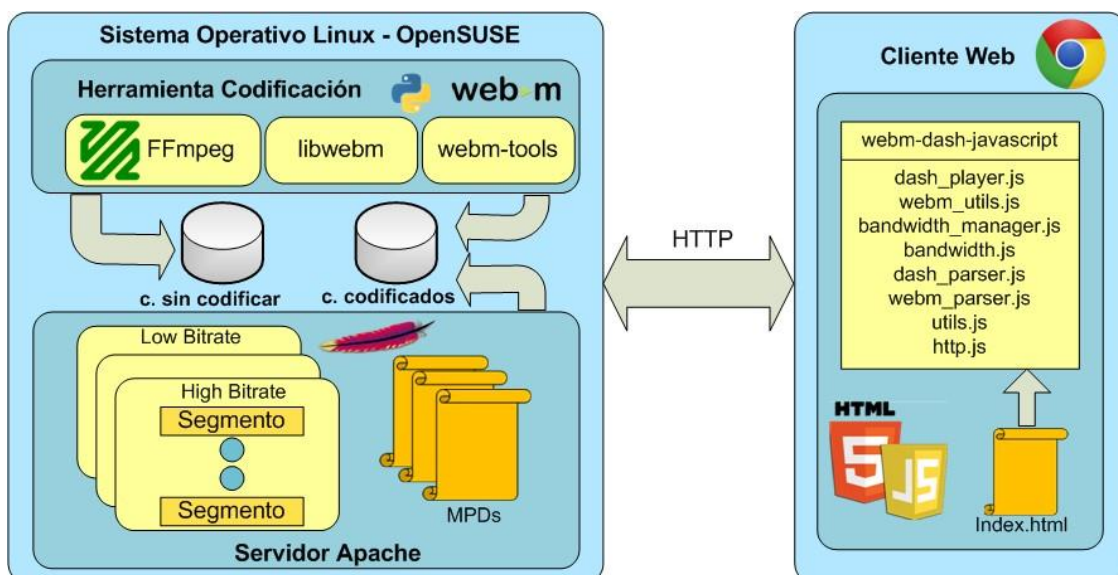 Sistema Operativo Linux - OpenSUSE
Herramienta Codificación
web m
FFmpeg
libwebm
webm-tools
c. sin codificar
c. codificados
Low Bitrate
High Bitrate
Segmento
Segmento
MPDs
Servidor Apache
HTTP
Cliente Web
webm-dash-javascript
dash_player.js
webm_utils.js
bandwidth_manager.js
bandwidth.js
dash_parser.js
webm_parser.js
utils.js
http.js
HTML
5
JS
Index.html